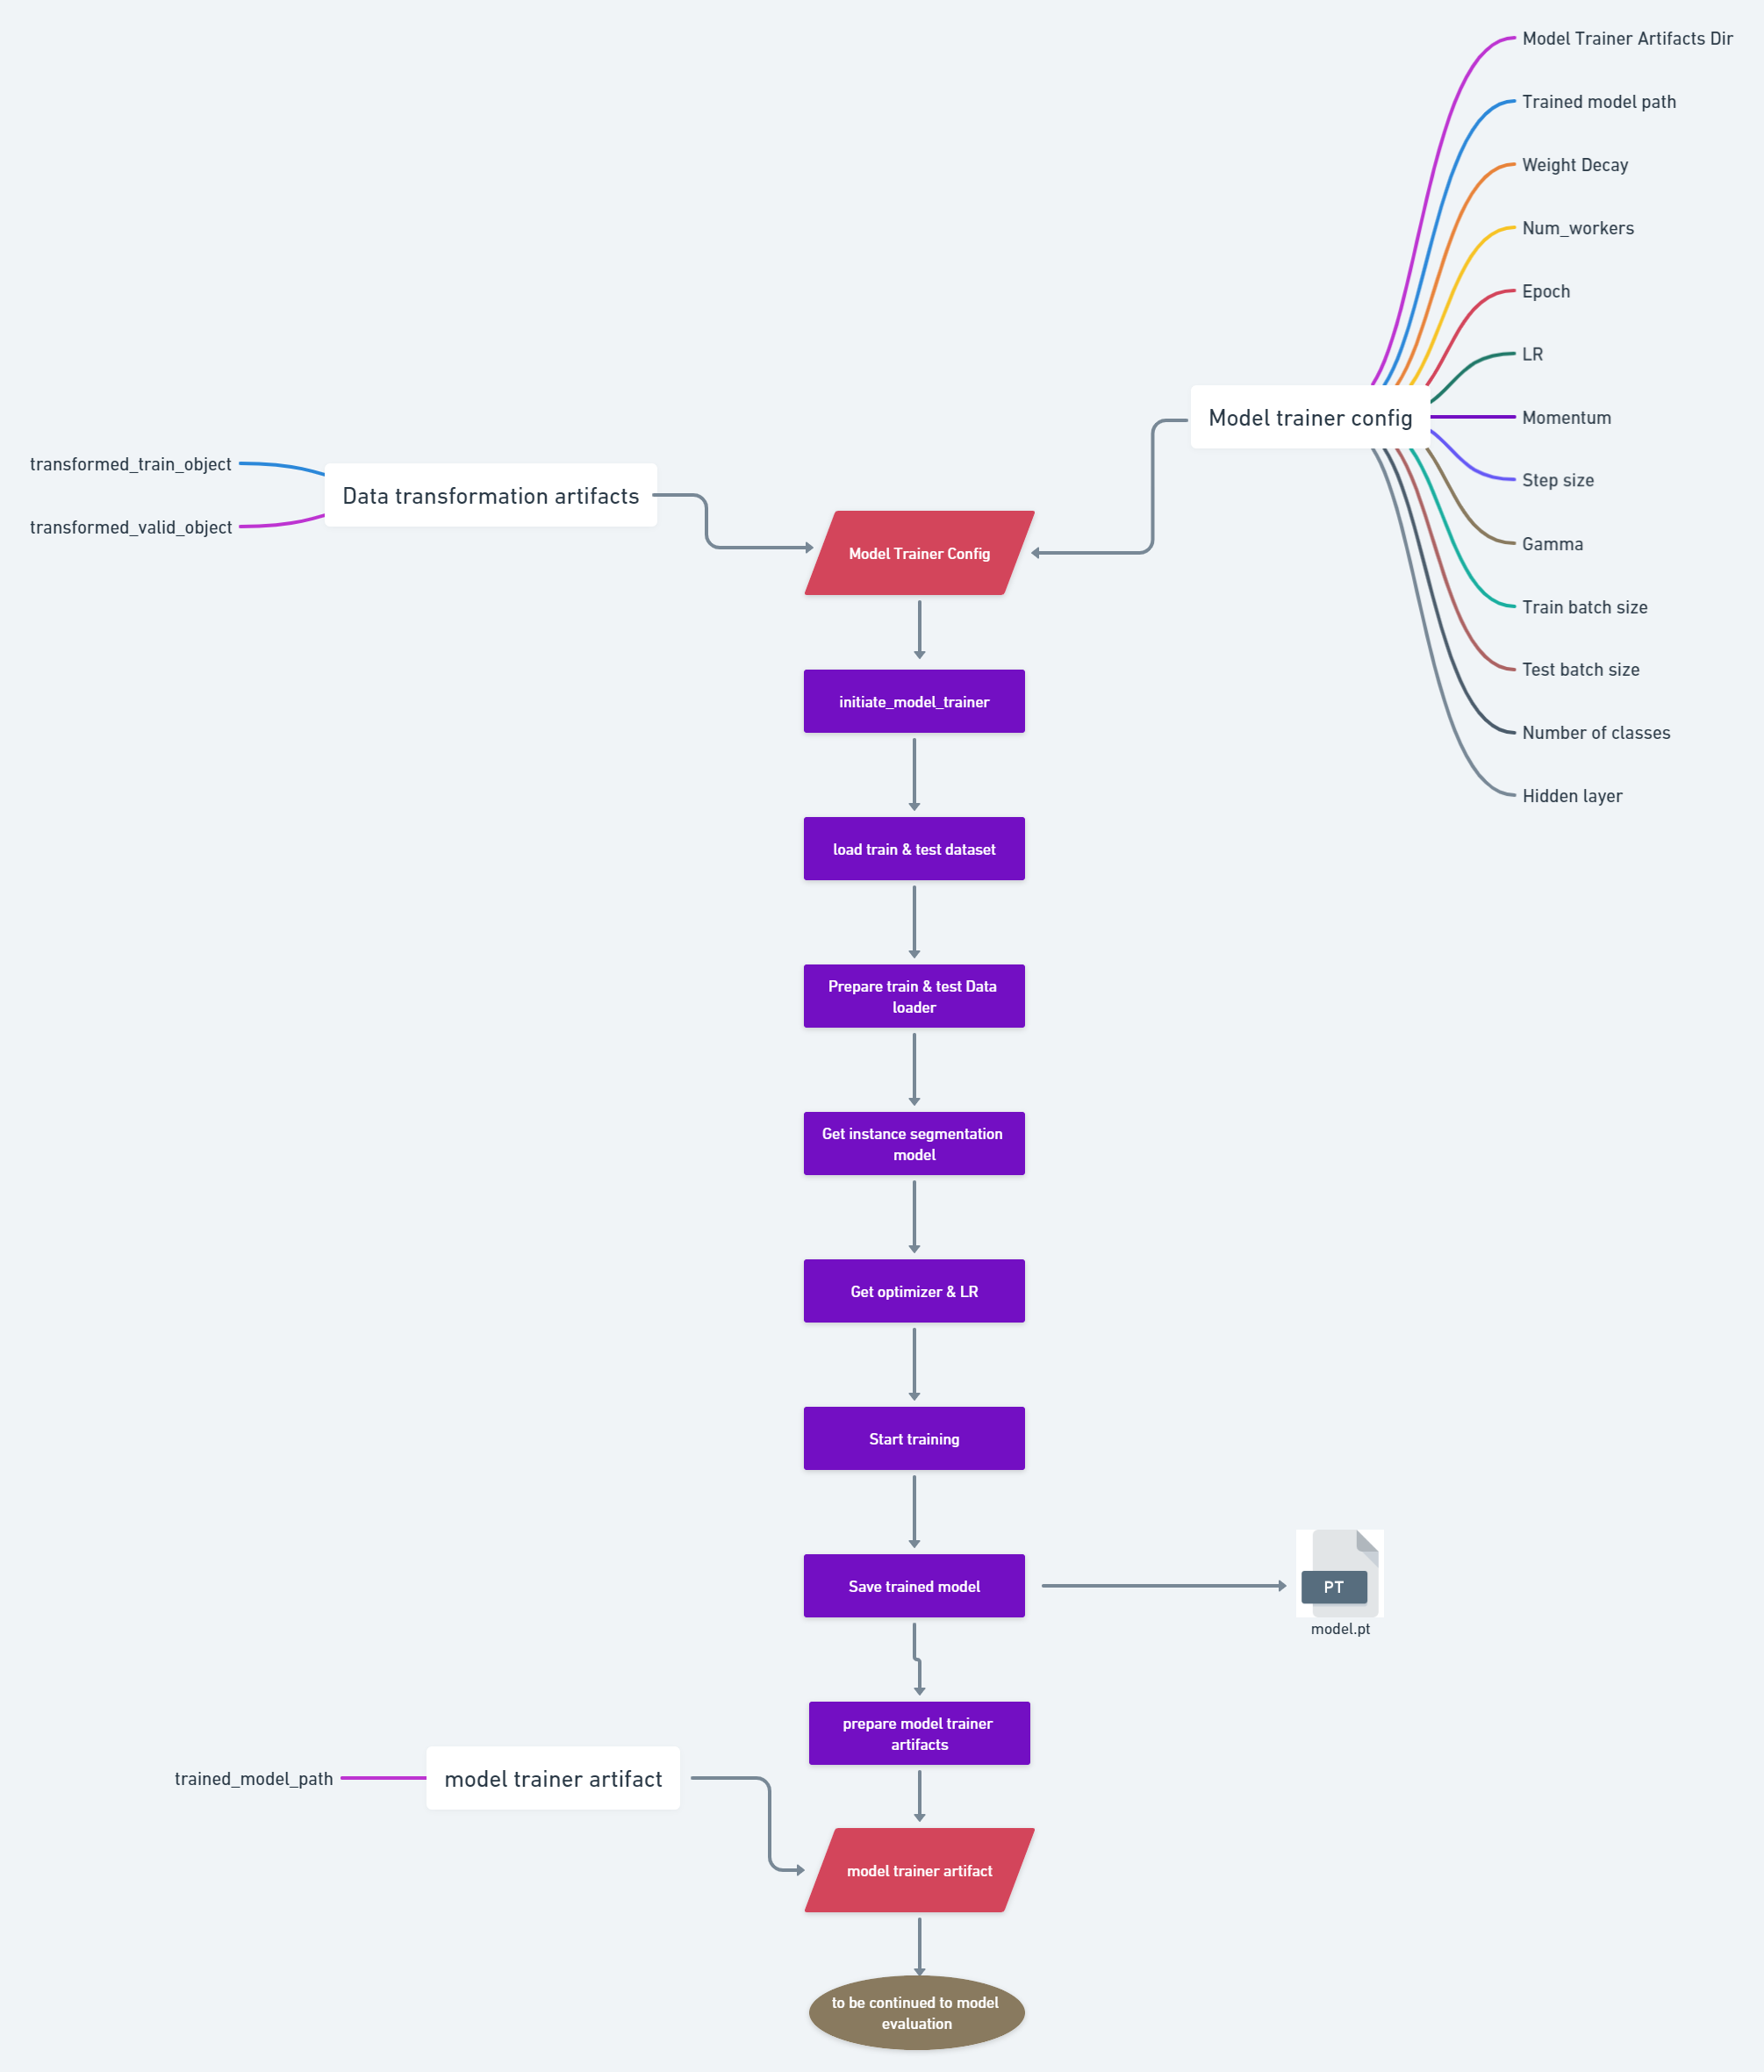 Model Trainer Artifacts Dir
Trained model path
Weight Decay
Num_workers
Epoch
LR
Model trainer config
Momentum
Step size
Gamma
Train batch size
Test batch size
Number of classes
Hidden layer
transformed_train_object
Data transformation artifacts
transformed_valid_object
Model Trainer Config
initiate_model_trainer
load train & test dataset
Prepare train & test Data
loader
Get instance segmentation
model
Get optimizer & LR
Start training
Save trained model
PT
model.pt
prepare model trainer
artifacts
trained_model_path
model trainer artifact
model trainer artifact
to be continued to model
evaluation